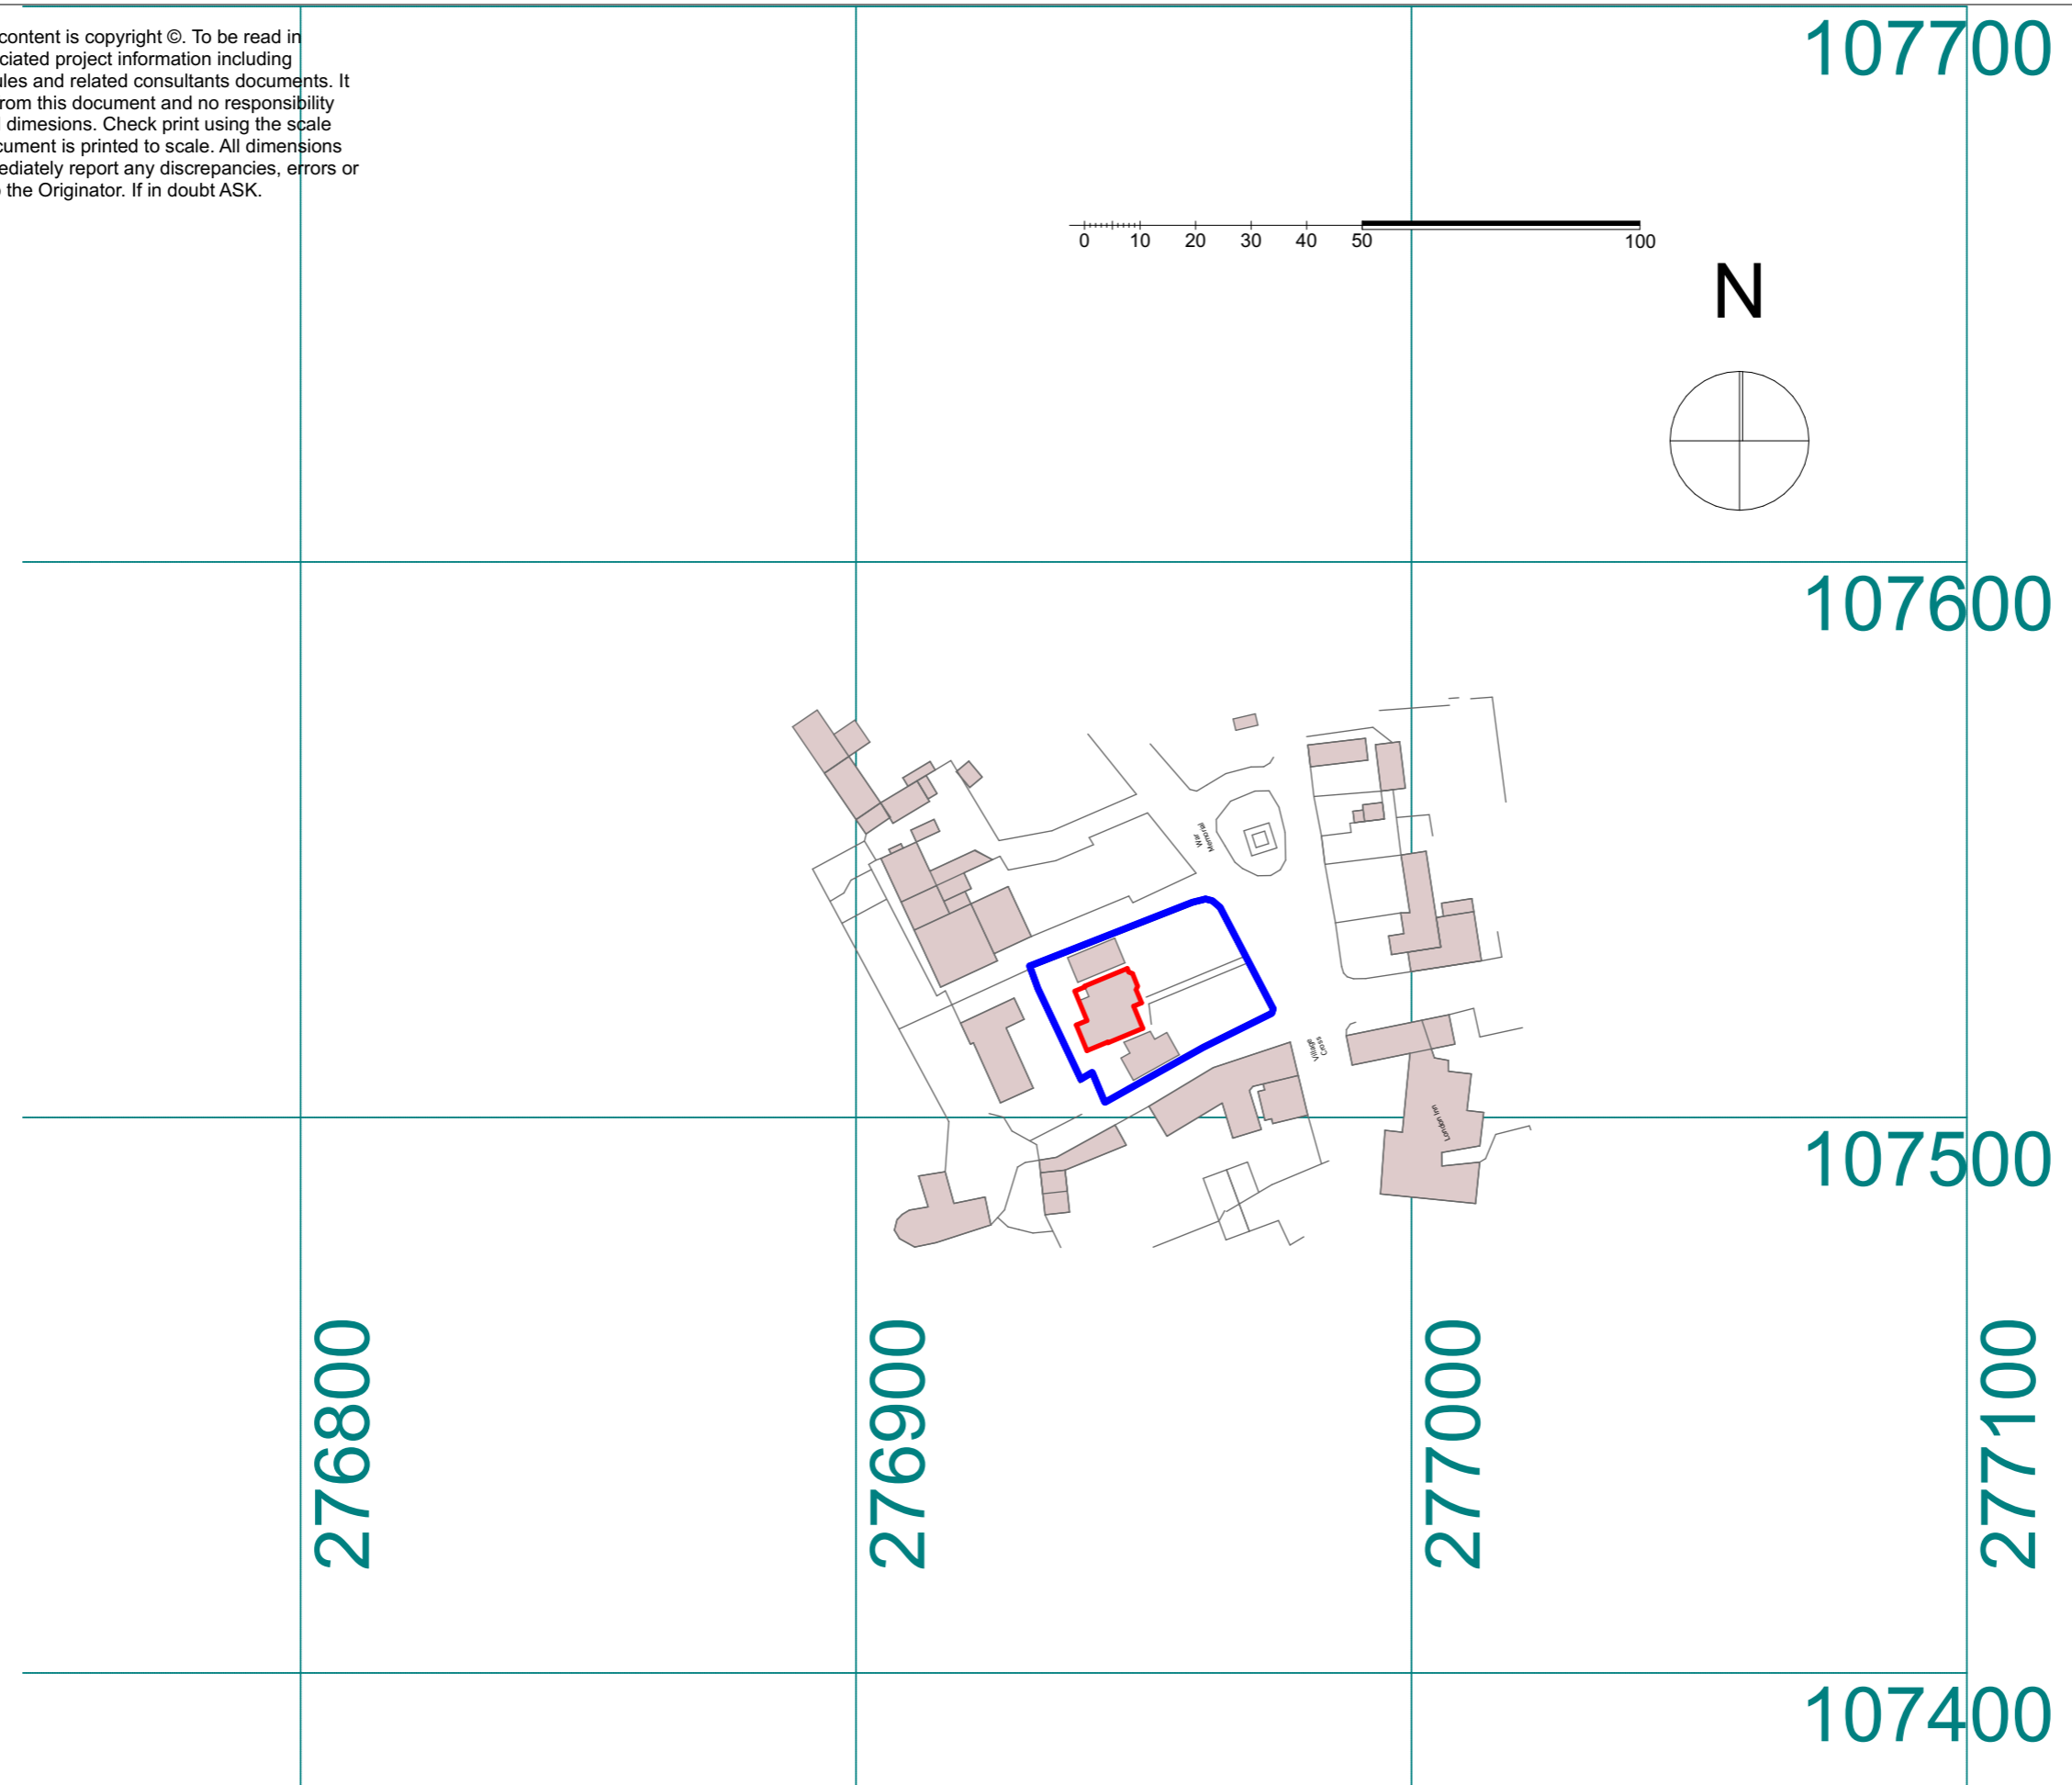 content is copyright ©. To be read in
ciated project information including
ules and related consultants documents. It
rom this document and no responsibility
dimesions. Check print using the scale
cument is printed to scale. All dimensions
ediately report any discrepancies, errors or
the Originator. If in doubt ASK.
107700
0 10 20 30 40 50 100
N
107600
War
Memorial
Village
Cross
London Inn
107500
276800
276900
277000
277100
107400